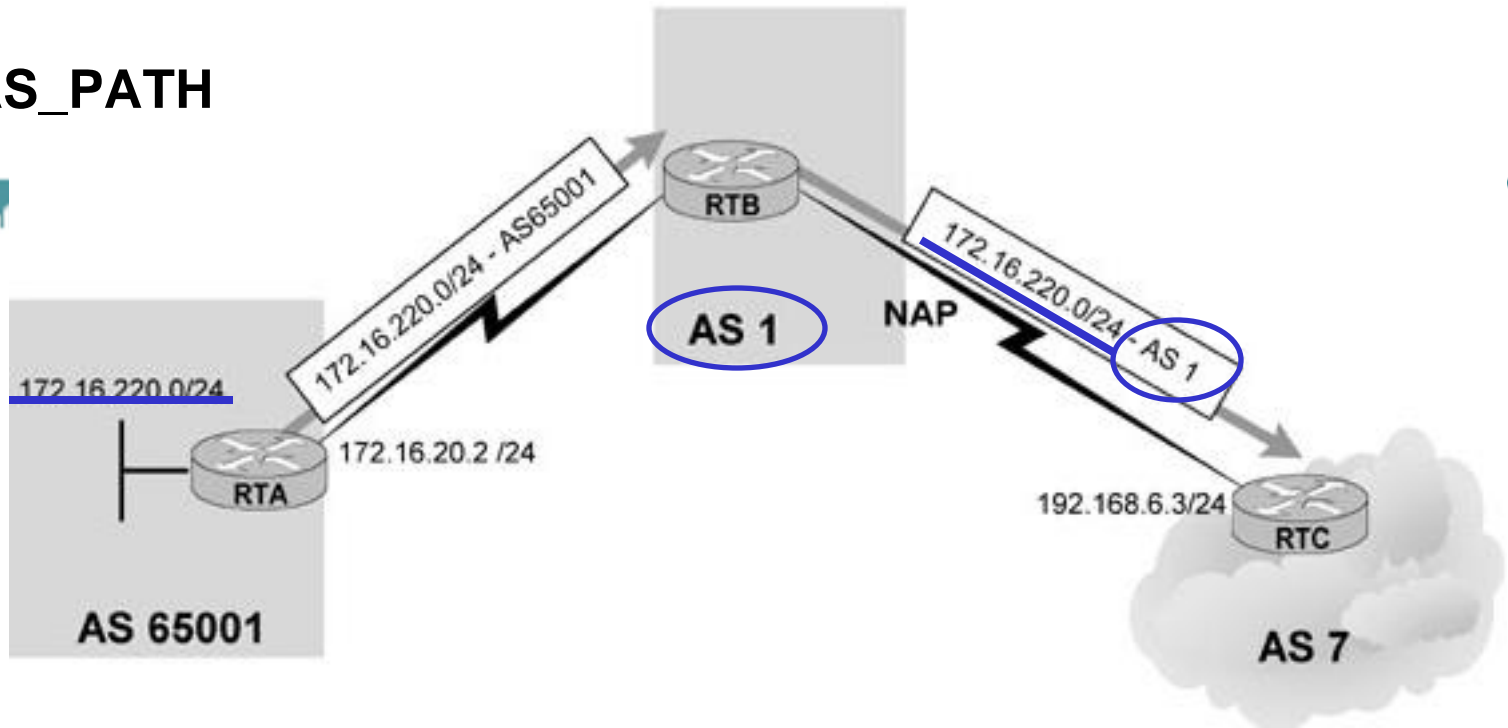 S_PATH
172.16.220.0/24 - AS65001
RTB
172.16.220.0/24 - AS 1
AS 1
NAP
172.16.220.0/24
172.16.20.2 /24
RTA
192.168.6.3/24
RTC
AS 65001
AS 7